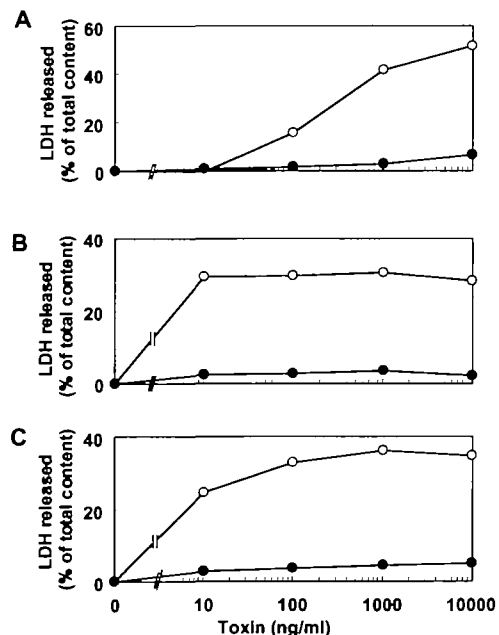 A
LDH released
(% of total content)
60
40
20
0
B
LDH released
(% of total content)
40
20
0
C
LDH released
(% of total content)
40
20
0
0 10 100 1000 10000
Toxin (ng/ml)